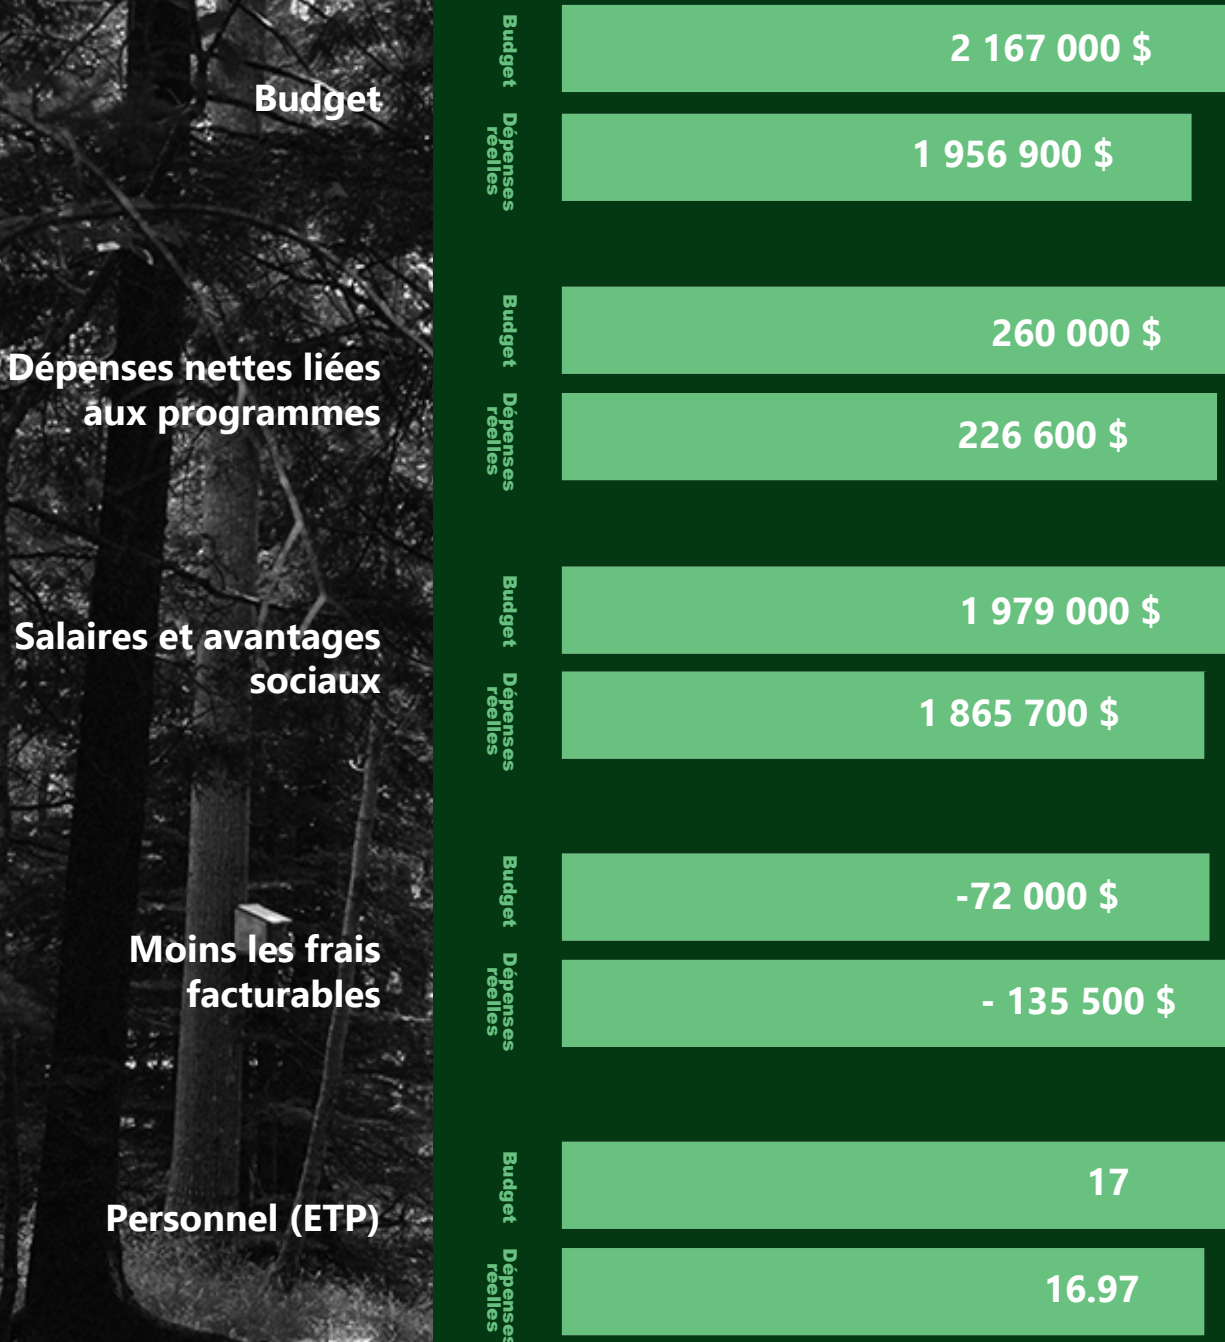 Budget
Budget
2 167 000 $
Dépenses
réelles
1 956 900 $
Dépenses nettes liées
aux programmes
Budget
260 000 $
Dépenses
réelles
226 600 $
Salaires et avantages
sociaux
Budget
1 979 000 $
Dépenses
réelles
1 865 700 $
Moins les frais
facturables
Budget
-72 000 $
Dépenses
réelles
- 135 500 $
Personnel (ETP)
Budget
17
Dépenses
réelles
16.97